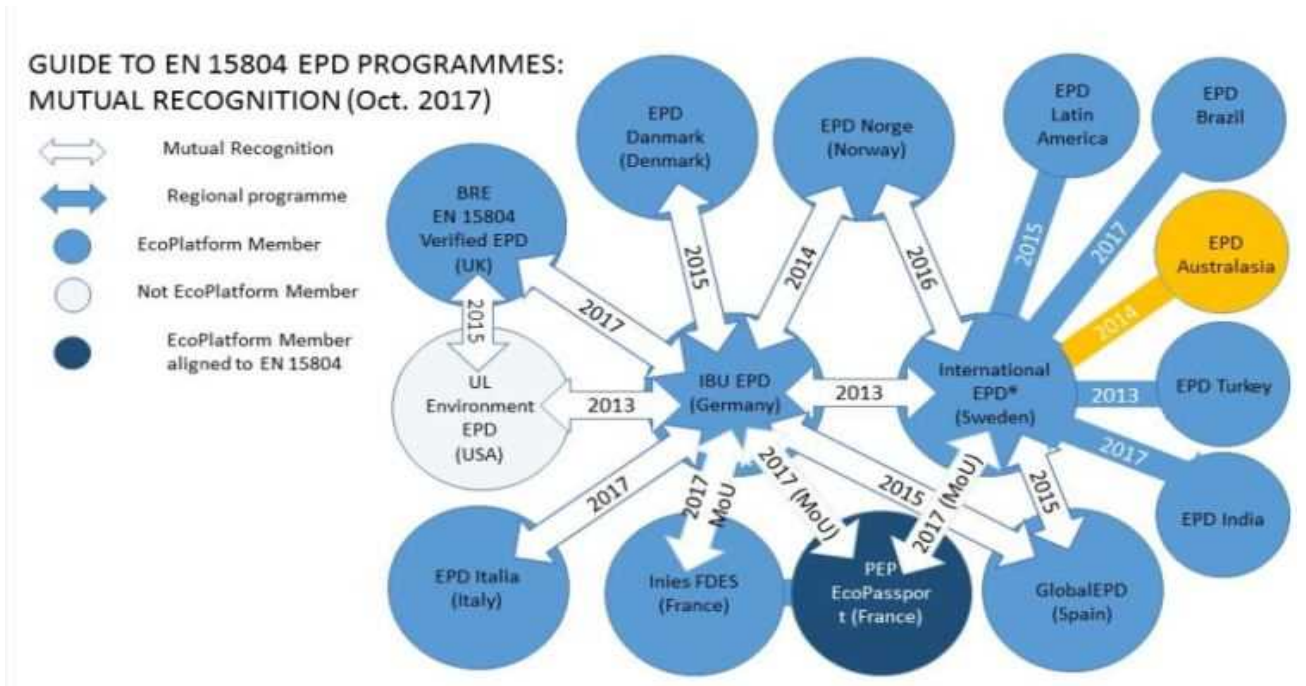 GUIDE TO EN 15804 EPD PROGRAMMES:
MUTUAL RECOGNITION (Oct. 2017)
Mutual Recognition
Regional programme
EcoPlatform Member
Not EcoPlatform Member
EcoPlatform Member
aligned to EN 15804
BRE
EN 15804
Verified EPD
(UK)
EPD
Danmark
(Denmark)
EPD Norge
(Norway)
EPD
Latin
America
EPD
Brazil
EPD
Australasia
2015
2017
2015
2014
2016
2015
2017
2014
UL
Environment
EPD
(USA)
2013
IBU EPD
(Germany)
2013
International
EPD®
(Sweden)
2013
EPD Turkey
2017
EPD India
2017
2017
MoU
2017 (MoU)
2015
2017 (MoU)
2015
EPD Italia
(Italy)
Inies FDES
(France)
PEP
EcoPasspor
t (France)
GlobalEPD
(Spain)